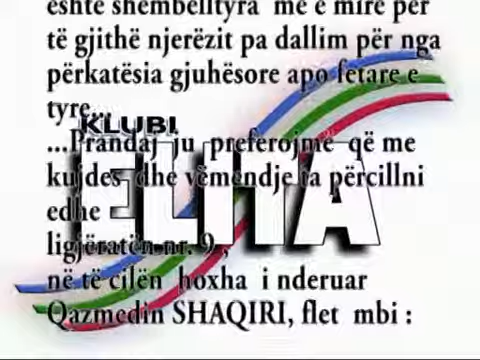 është shembëlltyra më e mirë për
të gjithë njerëzit pa dallim për nga
përkatësia gjuhësore apo fetare e
tyre..
KLUBI
...Prandaj ju preferojmë që me
kujdes dhe vëmendje ta përcillni
edhe
ELITA
ligjëratën nr. 9 ,
në të cilën hoxha i nderuar
Qazmedin SHAQIRI, flet mbi :